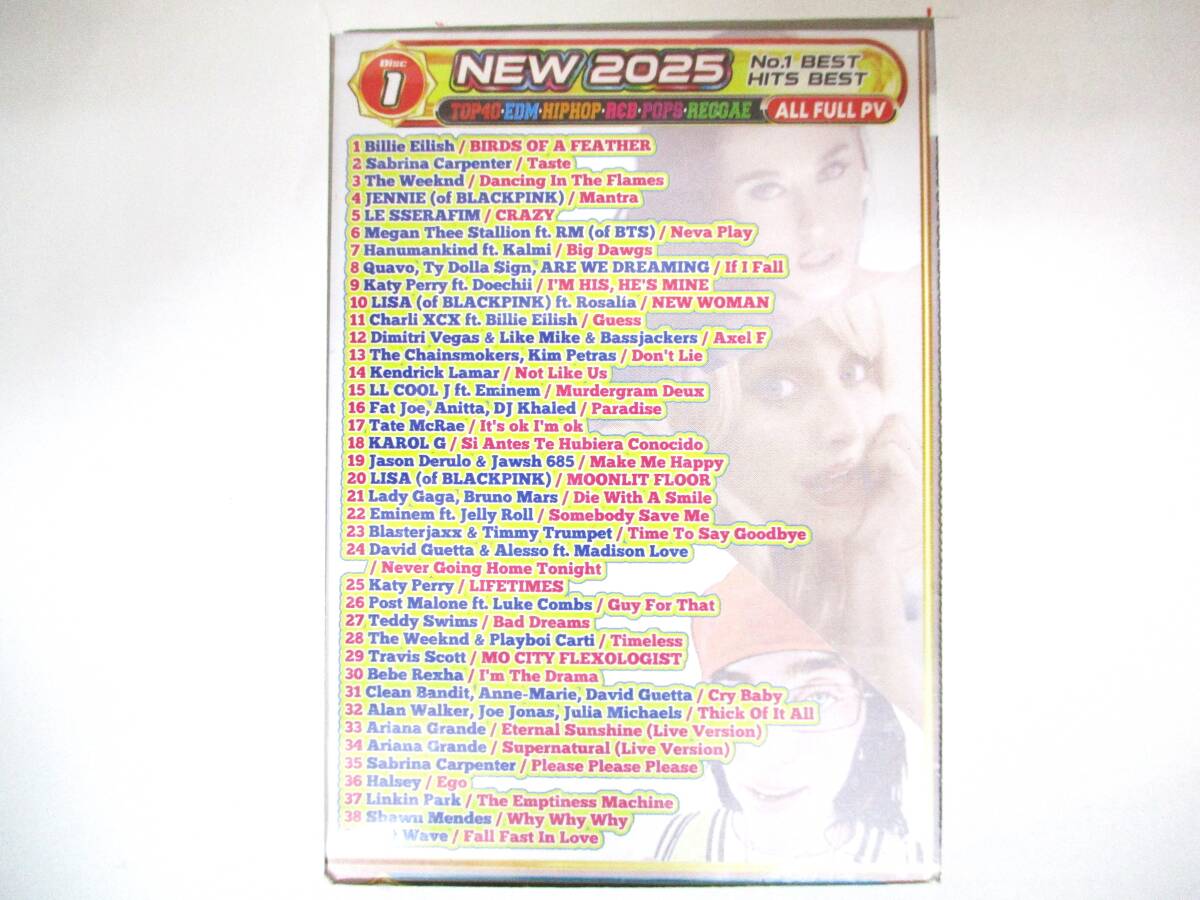 Disc
1
NEW 2025
No.1 BEST
HITS BEST
TOP40・EDM・HIPHOP・R&B・POPS・REGGAE
ALL FULL PV
1 Billie Eilish / BIRDS OF A FEATHER
2 Sabrina Carpenter / Taste
3 The Weeknd / Dancing In The Flames
4 JENNIE (of BLACKPINK) / Mantra
5 LE SSERAFIM / CRAZY
6 Megan Thee Stallion ft. RM (of BTS) / Neva Play
7 Hanumankind ft. Kalmi / Big Dawgs
8 Quavo, Ty Dolla $ign, ARE WE DREAMING / If I Fall
9 Katy Perry ft. Doechii / I'M HIS, HE'S MINE
10 LISA (of BLACKPINK) ft. Rosalía / NEW WOMAN
11 Charli XCX ft. Billie Eilish / Guess
12 Dimitri Vegas & Like Mike & Bassjackers / Axel F
13 The Chainsmokers, Kim Petras / Don't Lie
14 Kendrick Lamar / Not Like Us
15 LL COOL J ft. Eminem / Murdergram Deux
16 Fat Joe, Anitta, DJ Khaled / Paradise
17 Tate McRae / It's ok I'm ok
18 KAROL G / Si Antes Te Hubiera Conocido
19 Jason Derulo & Jawsh 685 / Make Me Happy
20 LISA (of BLACKPINK) / MOONLIT FLOOR
21 Lady Gaga, Bruno Mars / Die With A Smile
22 Eminem ft. Jelly Roll / Somebody Save Me
23 Blasterjaxx & Timmy Trumpet / Time To Say Goodbye
24 David Guetta & Alesso ft. Madison Love
/ Never Going Home Tonight
25 Katy Perry / LIFETIMES
26 Post Malone ft. Luke Combs / Guy For That
27 Teddy Swims / Bad Dreams
28 The Weeknd & Playboi Carti / Timeless
29 Travis Scott / MO CITY FLEXOLOGIST
30 Bebe Rexha / I'm The Drama
31 Clean Bandit, Anne-Marie, David Guetta / Cry Baby
32 Alan Walker, Joe Jonas, Julia Michaels / Thick Of It All
33 Ariana Grande / Eternal Sunshine (Live Version)
34 Ariana Grande / Supernatural (Live Version)
35 Sabrina Carpenter / Please Please Please
36 Halsey / Ego
37 Linkin Park / The Emptiness Machine
38 Shawn Mendes / Why Why Why
Wave / Fall Fast In Love